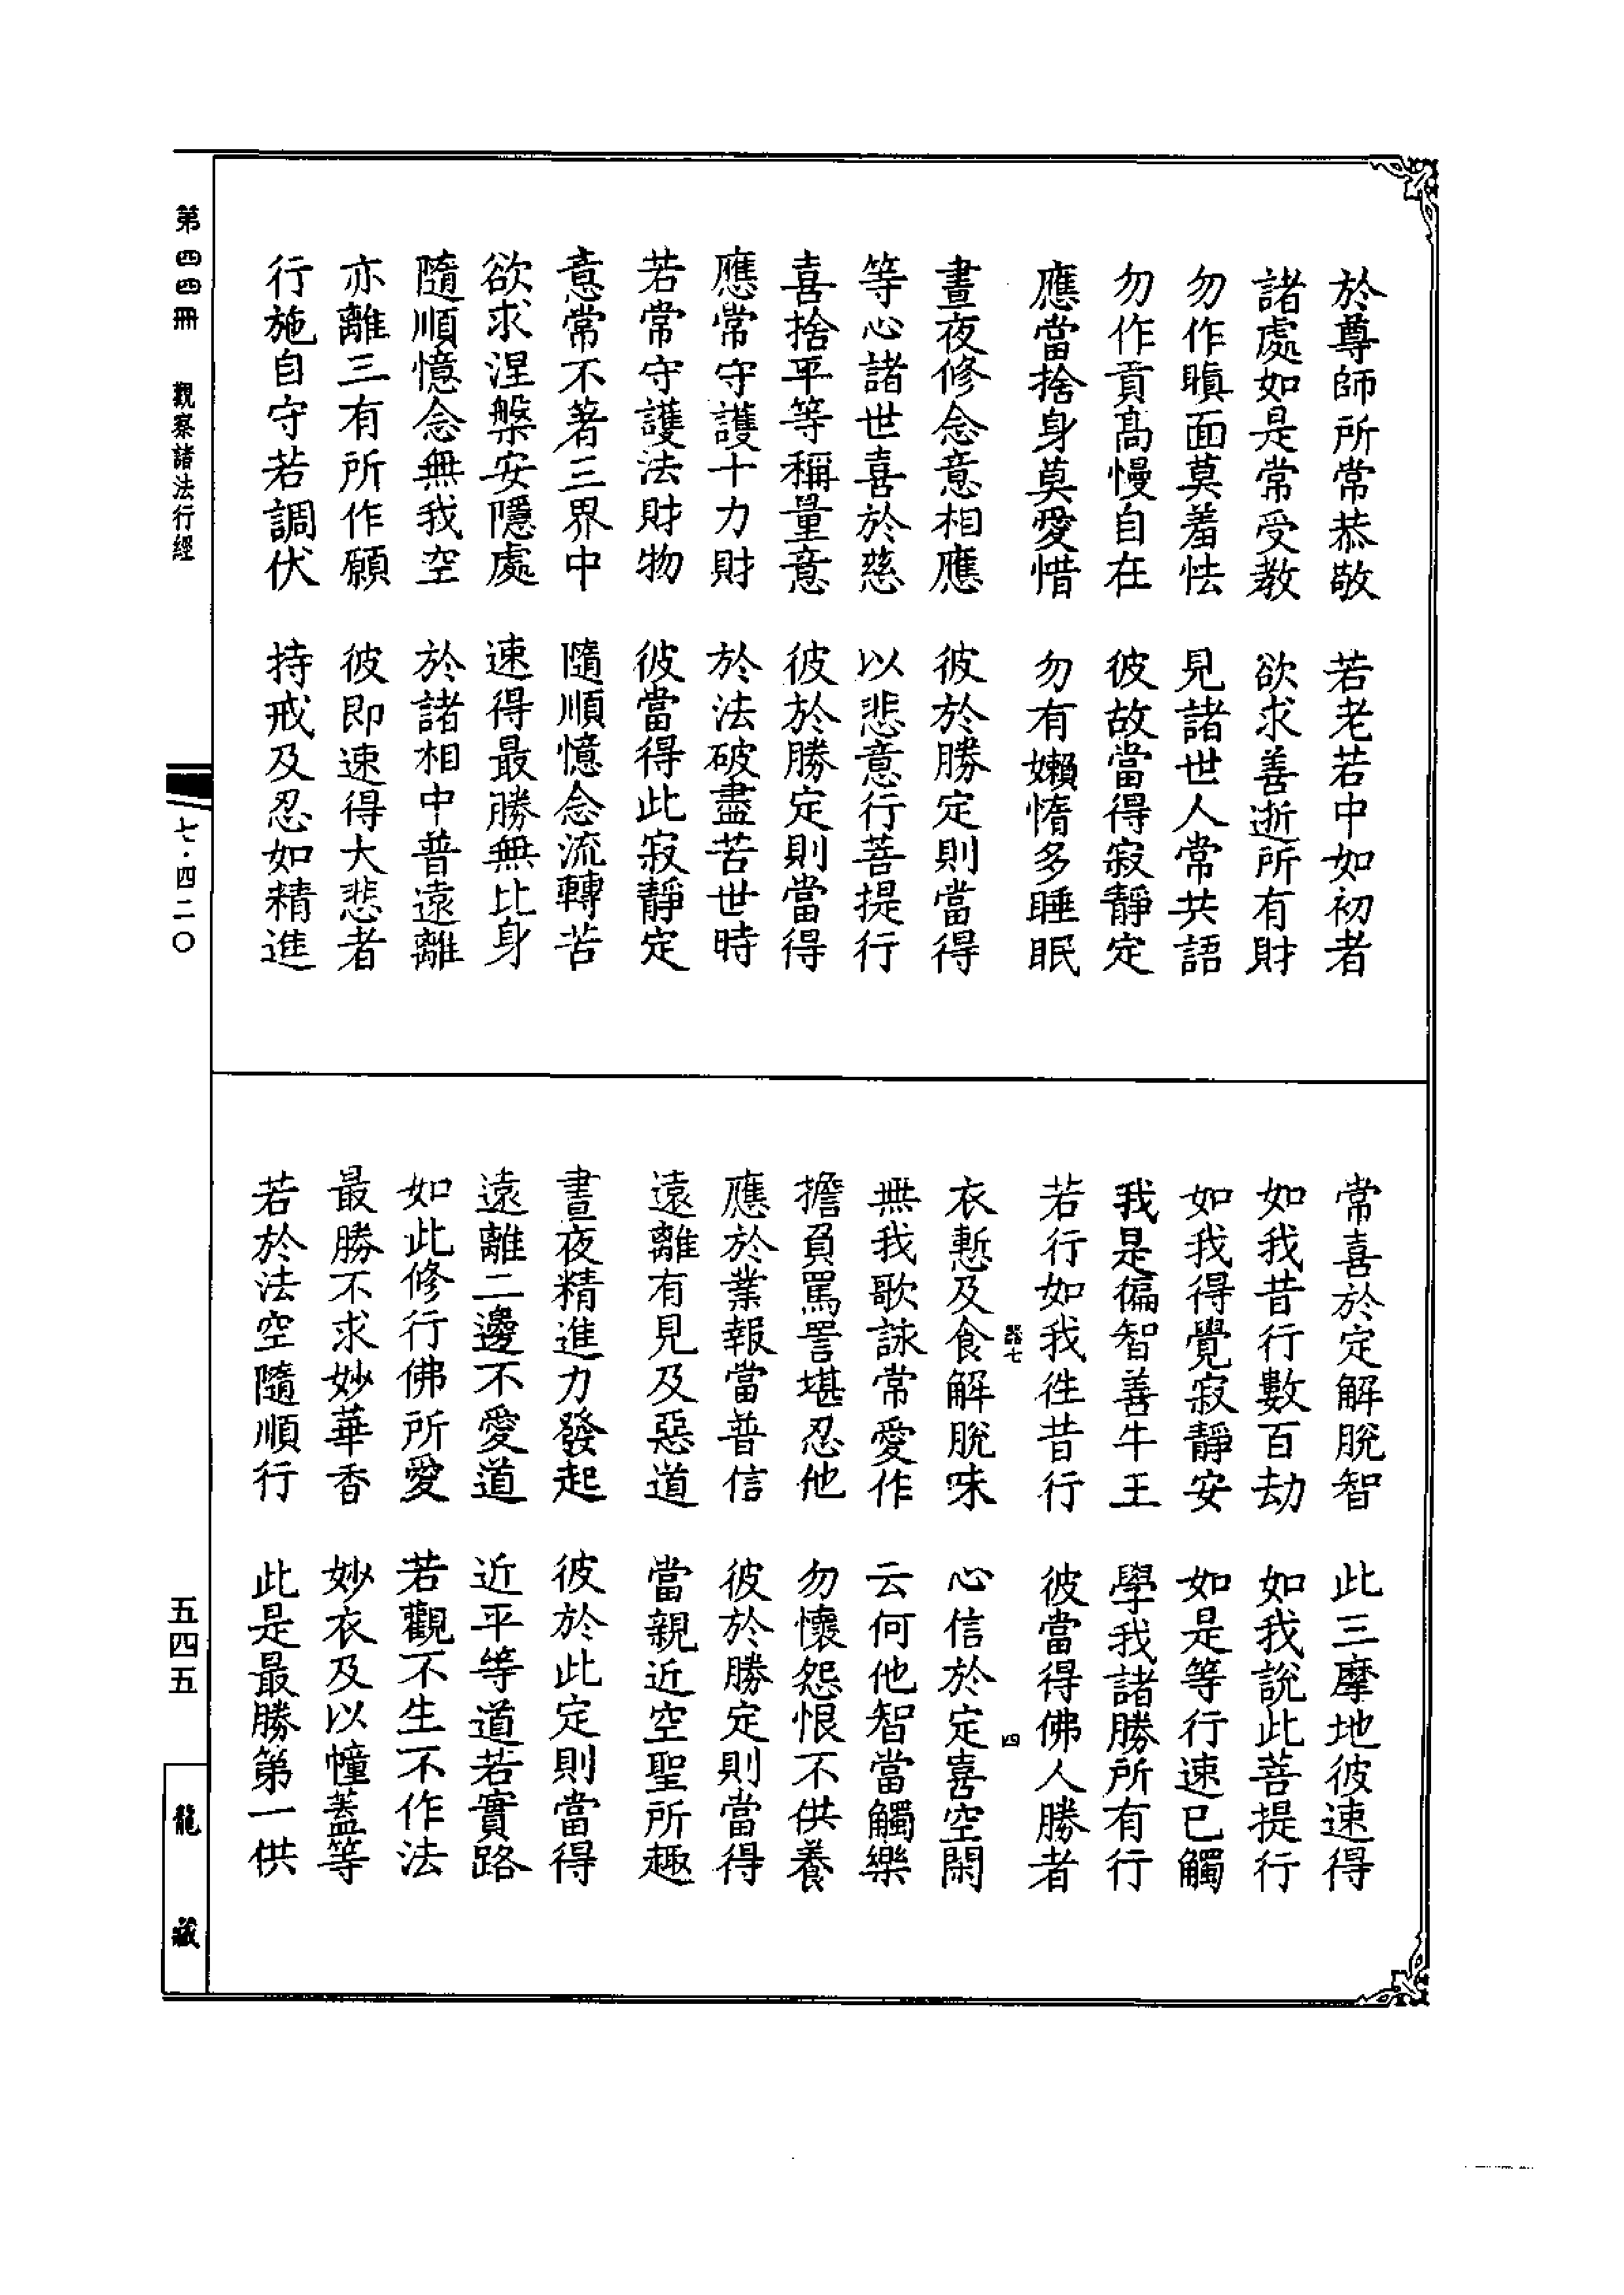 於尊師所常恭敬　若老若中如初者
諸處如是常受教　欲求善逝所有財
勿作瞋面莫羞怯　見諸世人常共語
勿作貢高慢自在　彼故當得寂靜定
應當捨身莫愛惜　勿有嬾惰多睡眠
晝夜修念意相應　彼於勝定則當得
等心諸世喜於慈　以悲意行菩提行
喜捨平等稱量意　彼於勝定則當得
應常守護十力財　於法破盡苦世時
若常守護法財物　彼當得此寂靜定
意常不著三界中　隨順憶念流轉苦
欲求涅槃安隱處　速得最勝無比身
隨順憶念無我空　於諸相中普遠離
亦離三有所作願　彼即速得大悲者
行施自守若調伏　持戒及忍如精進
常喜於定解脫智　此三摩地彼速得
如我昔行數百劫　如我說此菩提行
如我得覺寂靜安　如是等行速已觸
我是徧智善牛王　學我諸勝所有行
若行如我徃昔行　彼當得佛人勝者
器七　四
衣慙及食解脫味　心信於定喜空閑
無我歌詠常愛作　云何他智當觸樂
擔負罵詈堪忍他　勿懷怨恨不供養
應於業報當普信　彼於勝定則當得
遠離有見及惡道　當親近空聖所趣
晝夜精進力發起　彼於此定則當得
遠離二邊不愛道　近平等道若實路
如此修行佛所愛　若觀不生不作法
最勝不求妙華香　妙衣及以幢蓋等
若於法空隨順行　此是最勝第一供
第四四冊　觀察諸法行經
七·四二〇
五四五
龍藏